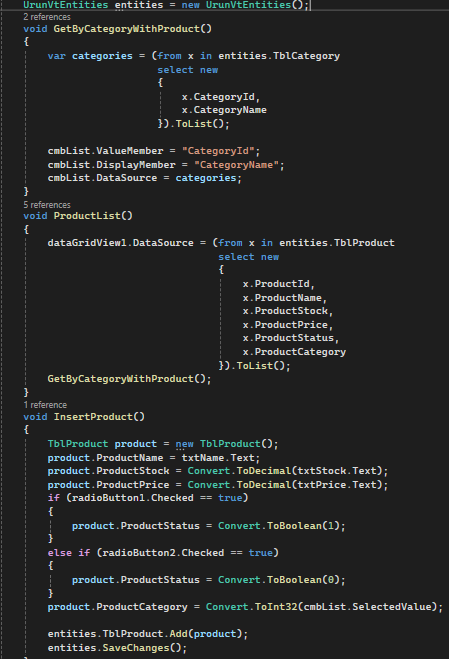 UrunVtEntities entities = new UrunVtEntities();
2 references
void GetByCategoryWithProduct()
{
var categories = (from x in entities.TblCategory
select new
{
x.CategoryId,
x.CategoryName
}).ToList();
cmbList.ValueMember = "CategoryId";
cmbList.DisplayMember = "CategoryName";
cmbList.DataSource = categories;
}
5 references
void ProductList()
{
dataGridView1.DataSource = (from x in entities.TblProduct
select new
{
x.ProductId,
x.ProductName,
x.ProductStock,
x.ProductPrice,
x.ProductStatus,
x.ProductCategory
}).ToList();
GetByCategoryWithProduct();
}
1 reference
void InsertProduct()
{
TblProduct product = new TblProduct();
product.ProductName = txtName.Text;
product.ProductStock = Convert.ToDecimal(txtStock.Text);
product.ProductPrice = Convert.ToDecimal(txtPrice.Text);
if (radioButton1.Checked == true)
{
product.ProductStatus = Convert.ToBoolean(1);
}
else if (radioButton2.Checked == true)
{
product.ProductStatus = Convert.ToBoolean(0);
}
product.ProductCategory = Convert.ToInt32(cmbList.SelectedValue);
entities.TblProduct.Add(product);
entities.SaveChanges();